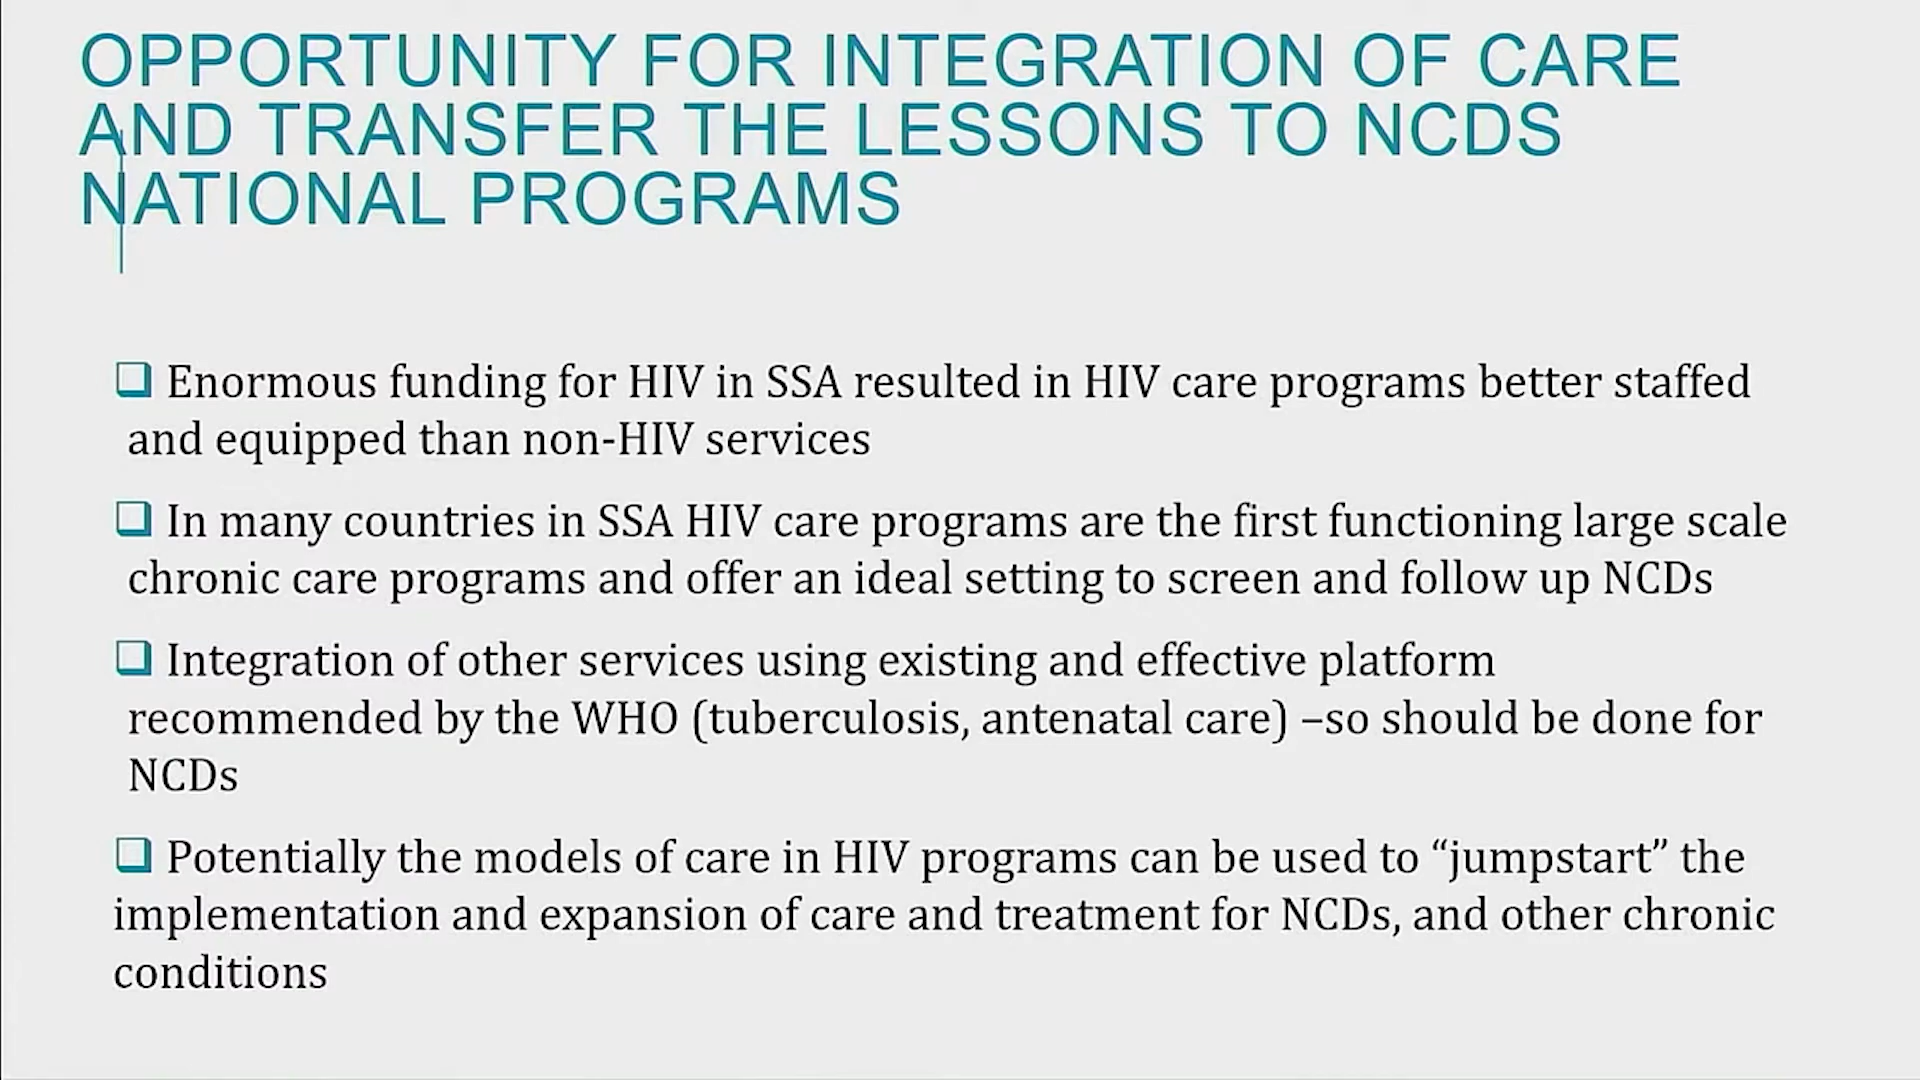 OPPORTUNITY FOR INTEGRATION OF CARE
AND TRANSFER THE LESSONS TO NCDS
NATIONAL PROGRAMS
Enormous funding for HIV in SSA resulted in HIV care programs better staffed
and equipped than non-HIV services
In many countries in SSA HIV care programs are the first functioning large scale
chronic care programs and offer an ideal setting to screen and follow up NCDs
Integration of other services using existing and effective platform
recommended by the WHO (tuberculosis, antenatal care) –so should be done for
NCDs
Potentially the models of care in HIV programs can be used to “jumpstart” the
implementation and expansion of care and treatment for NCDs, and other chronic
conditions